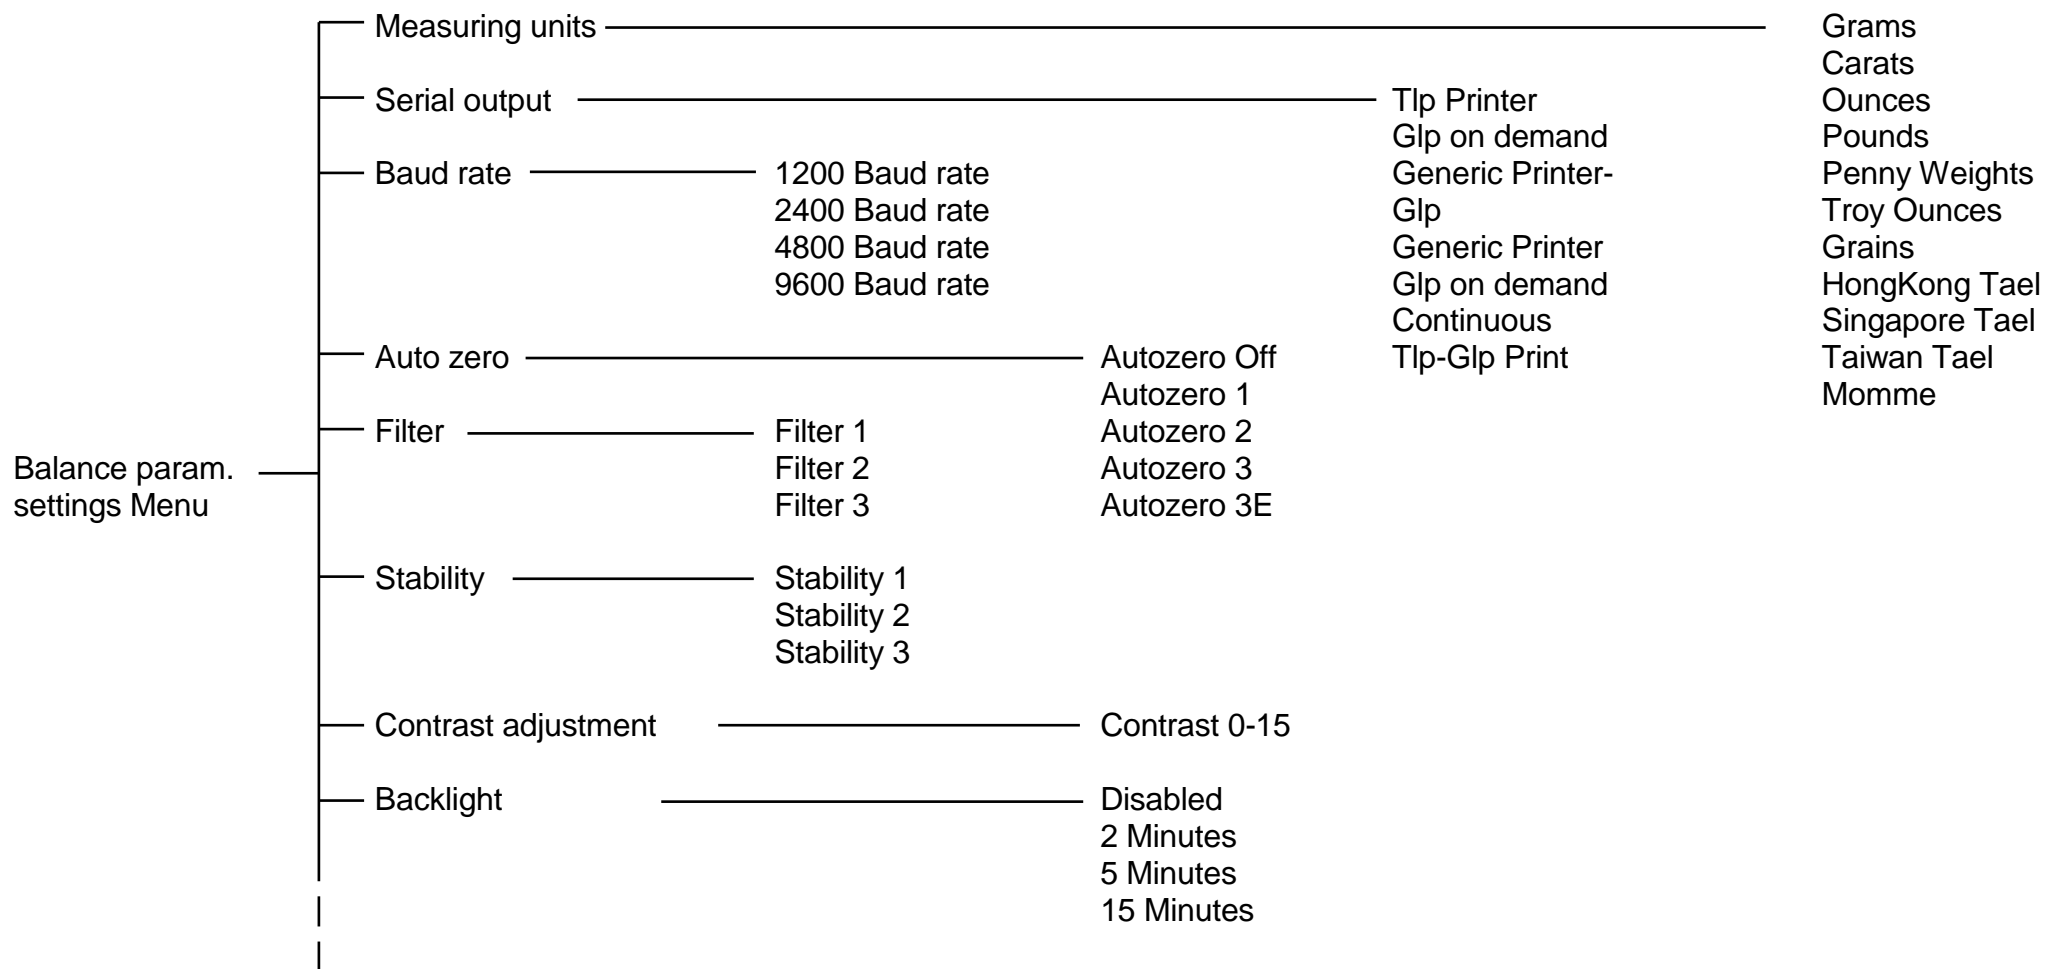 Balance param.
settings Menu
Measuring units
Grams
Carats
Ounces
Pounds
Penny Weights
Troy Ounces
Grains
HongKong Tael
Singapore Tael
Taiwan Tael
Momme
Serial output
Tlp Printer
Glp on demand
Generic Printer-
Glp
Generic Printer
Glp on demand
Continuous
Tlp-Glp Print
Baud rate
1200 Baud rate
2400 Baud rate
4800 Baud rate
9600 Baud rate
Auto zero
Autozero Off
Autozero 1
Autozero 2
Autozero 3
Autozero 3E
Filter
Filter 1
Filter 2
Filter 3
Stability
Stability 1
Stability 2
Stability 3
Contrast adjustment
Contrast 0-15
Backlight
Disabled
2 Minutes
5 Minutes
15 Minutes